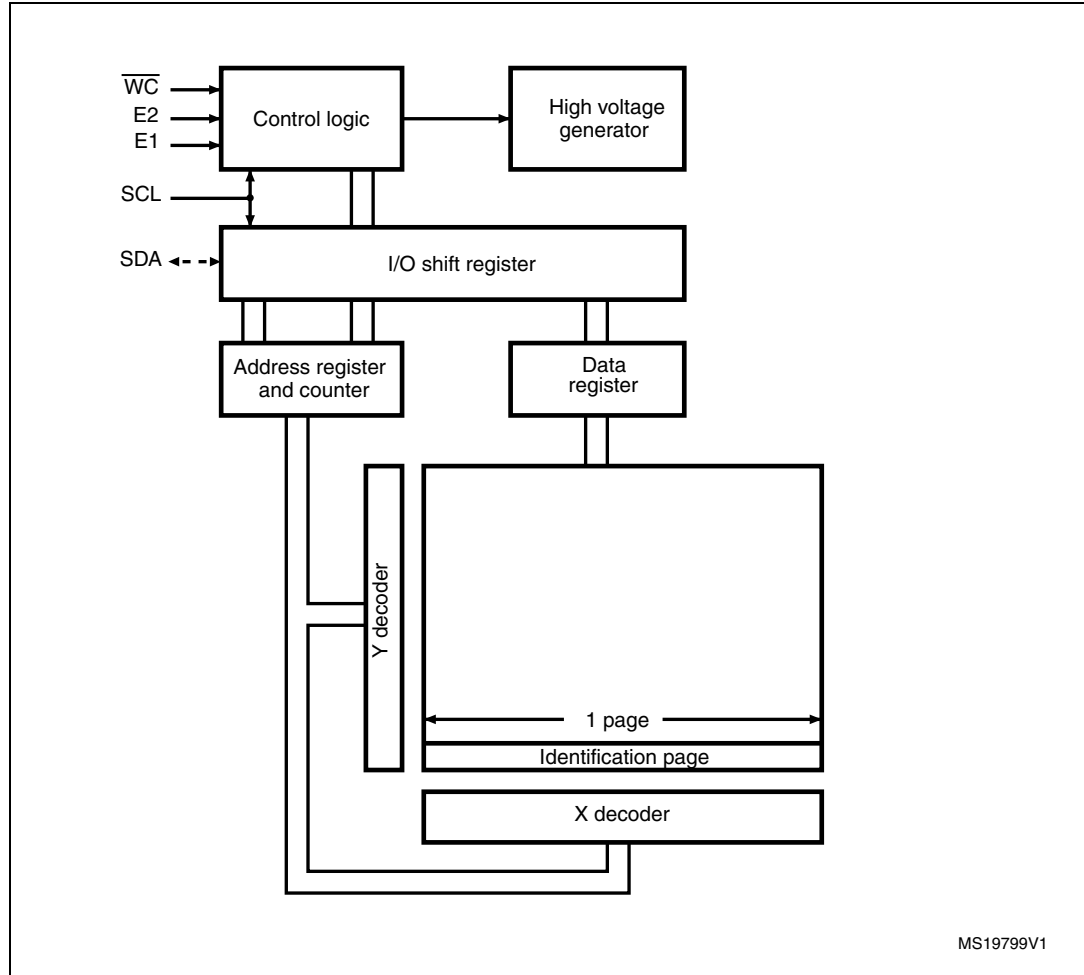 WC
E2
E1
SCL
SDA
Control logic
High voltage
generator
I/O shift register
Address register
and counter
Data
register
Y decoder
1 page
Identification page
X decoder
MS19799V1